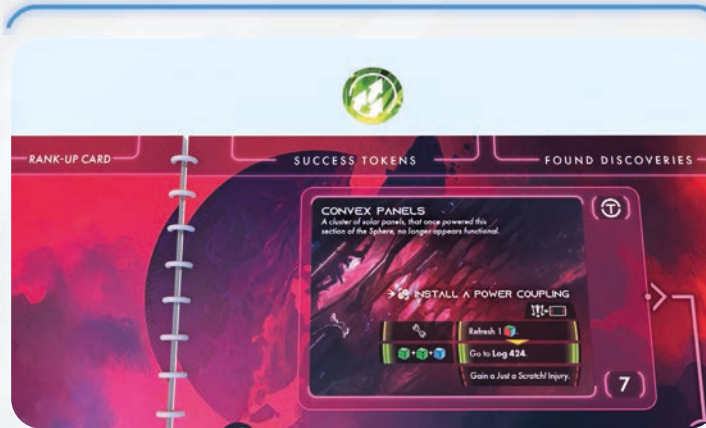 RANK-UP CARD
SUCCESS TOKENS
FOUND DISCOVERIES
CONVEX PANELS
A cluster of solar panels, that once powered this
section of the Sphere, no longer appears functional.
T
INSTALL A POWER COUPLING
Refresh 1
Go to Log 424.
Gain a Just a Scratch! Injury.
7